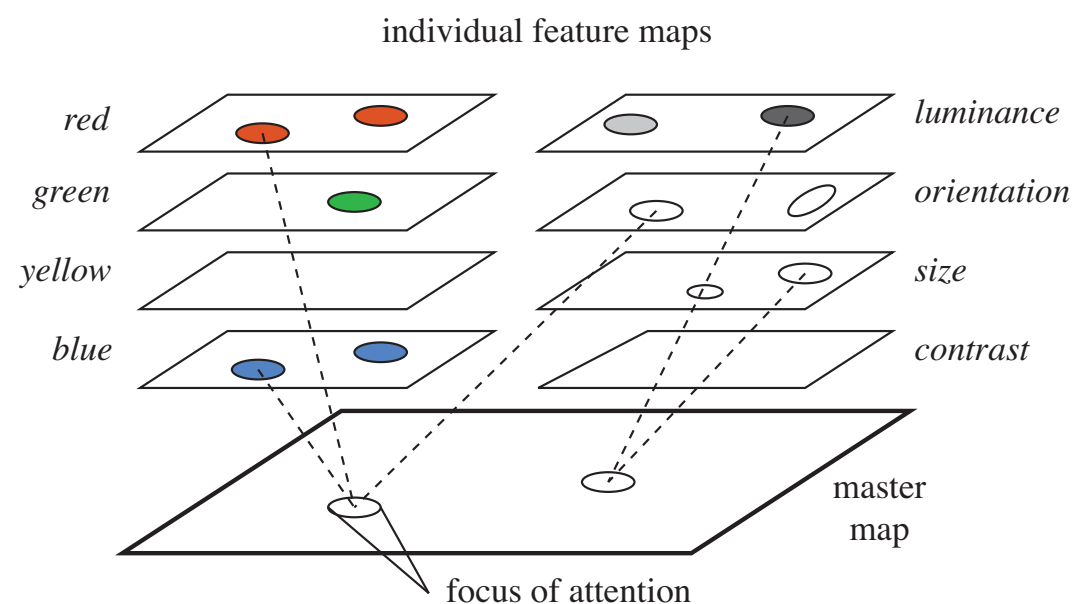 individual feature maps
red
luminance
green
orientation
yellow
size
blue
contrast
master
map
focus of attention